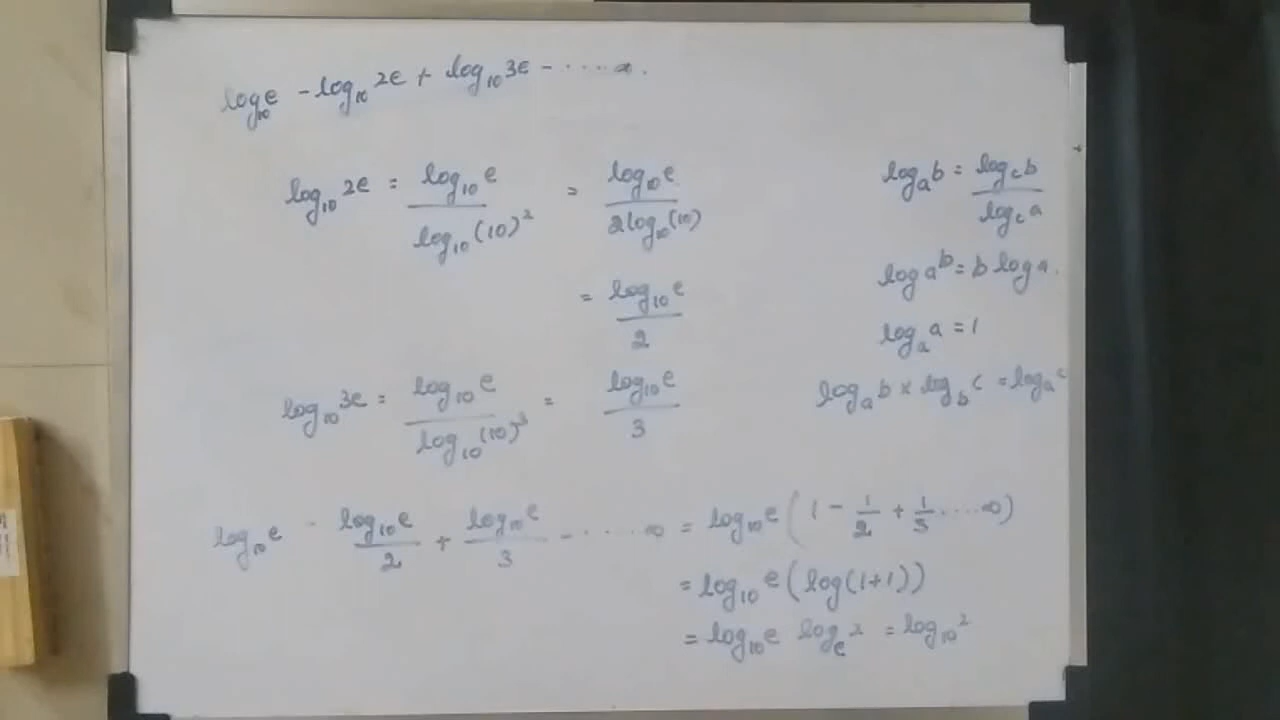 log₁₀e - log₁₀2e + log₁₀3e - ..... ∞.
log₁₀2e = log₁₀e / log₁₀(10)² = log₁₀e / 2log₁₀(10)
= log₁₀e / 2
log₁₀3e = log₁₀e / log₁₀(10)³ = log₁₀e / 3
log₁₀e - log₁₀e / 2 + log₁₀e / 3 - ..... ∞ = log₁₀e (1 - 1/2 + 1/3 .... ∞)
= log₁₀e (log(1+1))
= log₁₀e logₑ2 = log₁₀2
logₐb = log꜀b / log꜀a
log aᵇ = b log a.
logₐa = 1
logₐb × log_b c = logₐc